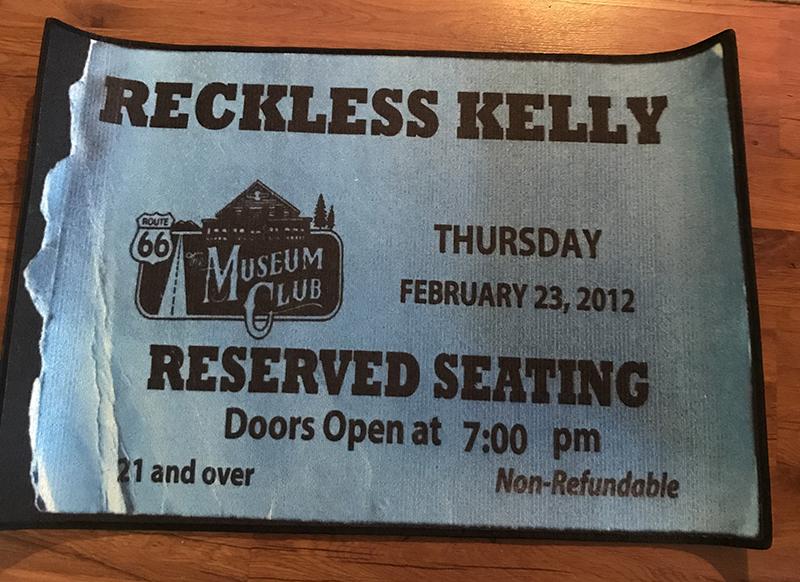 RECKLESS KELLY
ROUTE
66
The
MUSEUM
CLUB
THURSDAY
FEBRUARY 23, 2012
RESERVED SEATING
Doors Open at 7:00 pm
21 and over
Non-Refundable